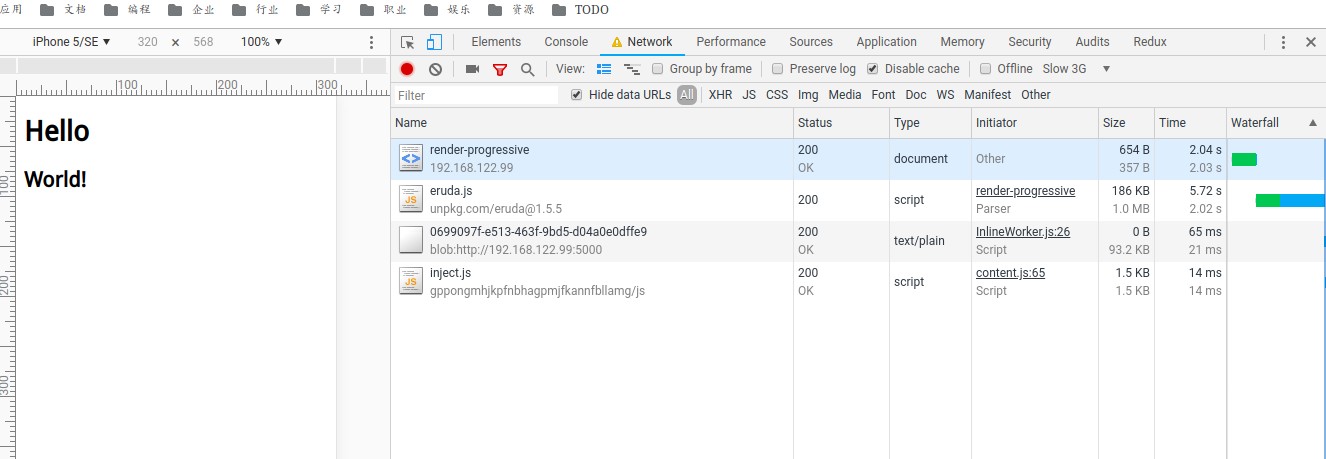 应用 文档 编程 企业 行业 学习 职业 娱乐 资源 TODO
iPhone 5/SE 320 × 568 100%
Elements Console Network Performance Sources Application Memory Security Audits Redux
View: Group by frame Preserve log Disable cache Offline Slow 3G
Filter Hide data URLs All XHR JS CSS Img Media Font Doc WS Manifest Other
100 200 300
100
200
300
Hello
World!
Name Status Type Initiator Size Time Waterfall
render-progressive 200 document Other 654 B 2.04 s
192.168.122.99 OK 357 B 2.03 s
JS eruda.js 200 script render-progressive 186 KB 5.72 s
unpkg.com/eruda@1.5.5 Parser 1.0 MB 2.02 s
0699097f-e513-463f-9bd5-d04a0e0dffe9 200 text/plain InlineWorker.js:26 0 B 65 ms
blob:http://192.168.122.99:5000 OK Script 93.2 KB 21 ms
JS inject.js 200 script content.js:65 1.5 KB 14 ms
gppongmhjkpfnbhagpmjfkannfbllamg/js OK Script 1.5 KB 14 ms